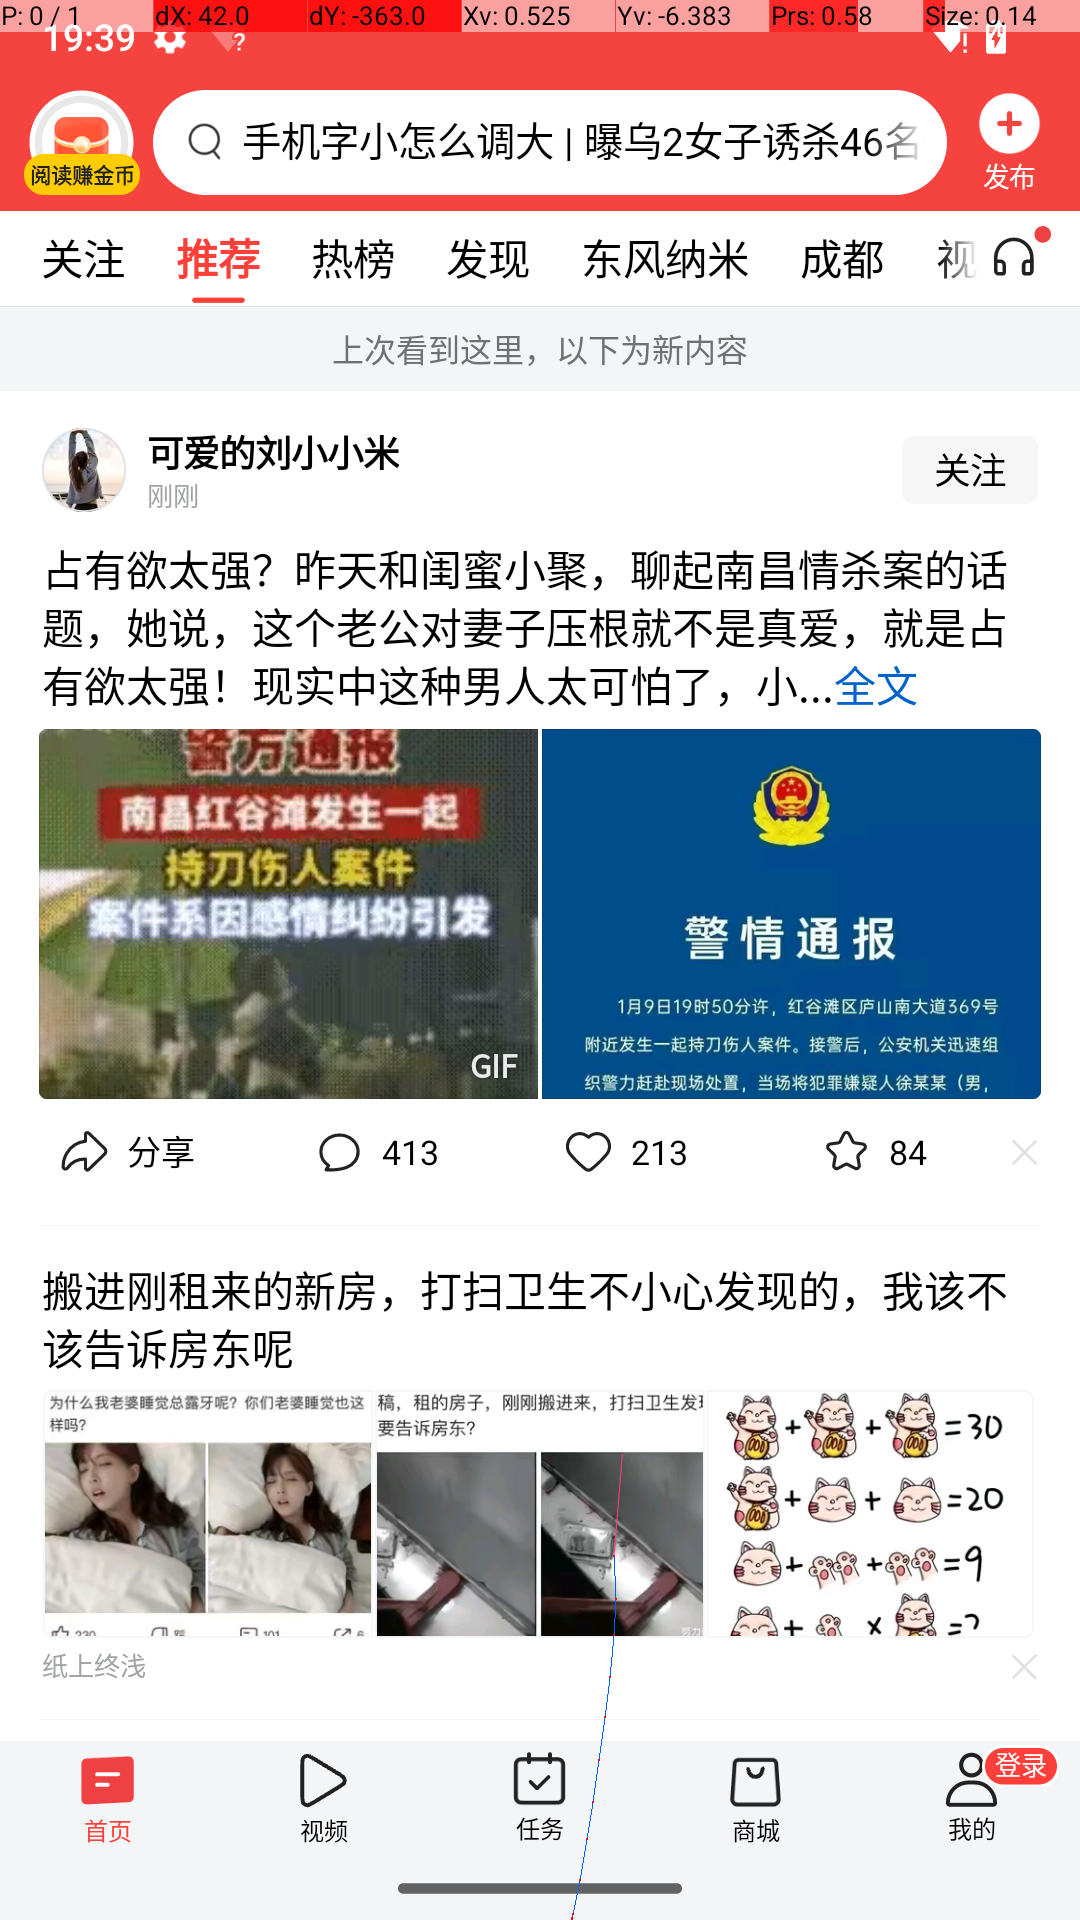 P: 0 / 1 dX: 42.0 dY: -363.0 Xv: 0.525 Yv: -6.383 Prs: 0.58 Size: 0.14
19:39
手机字小怎么调大 | 曝乌2女子诱杀46名
阅读赚金币
发布
关注 推荐 热榜 发现 东风纳米 成都 视
上次看到这里，以下为新内容
可爱的刘小小米
刚刚
关注
占有欲太强？昨天和闺蜜小聚，聊起南昌情杀案的话
题，她说，这个老公对妻子压根就不是真爱，就是占
有欲太强！现实中这种男人太可怕了，小...全文
警方通报
南昌红谷滩发生一起
持刀伤人案件
案件系因感情纠纷引发
GIF
警情通报
1月9日19时50分许，红谷滩区庐山南大道369号
附近发生一起持刀伤人案件。接警后，公安机关迅速组
织警力赶赴现场处置，当场将犯罪嫌疑人徐某某（男，
分享 413 213 84
搬进刚租来的新房，打扫卫生不小心发现的，我该不
该告诉房东呢
为什么我老婆睡觉总露牙呢？你们老婆睡觉也这
样吗？
稿，租的房子，刚刚搬进来，打扫卫生发现
要告诉房东？
+ + =30
+ + =20
+ + =9
+ × =?
纸上终浅
首页 视频 任务 商城 我的
登录